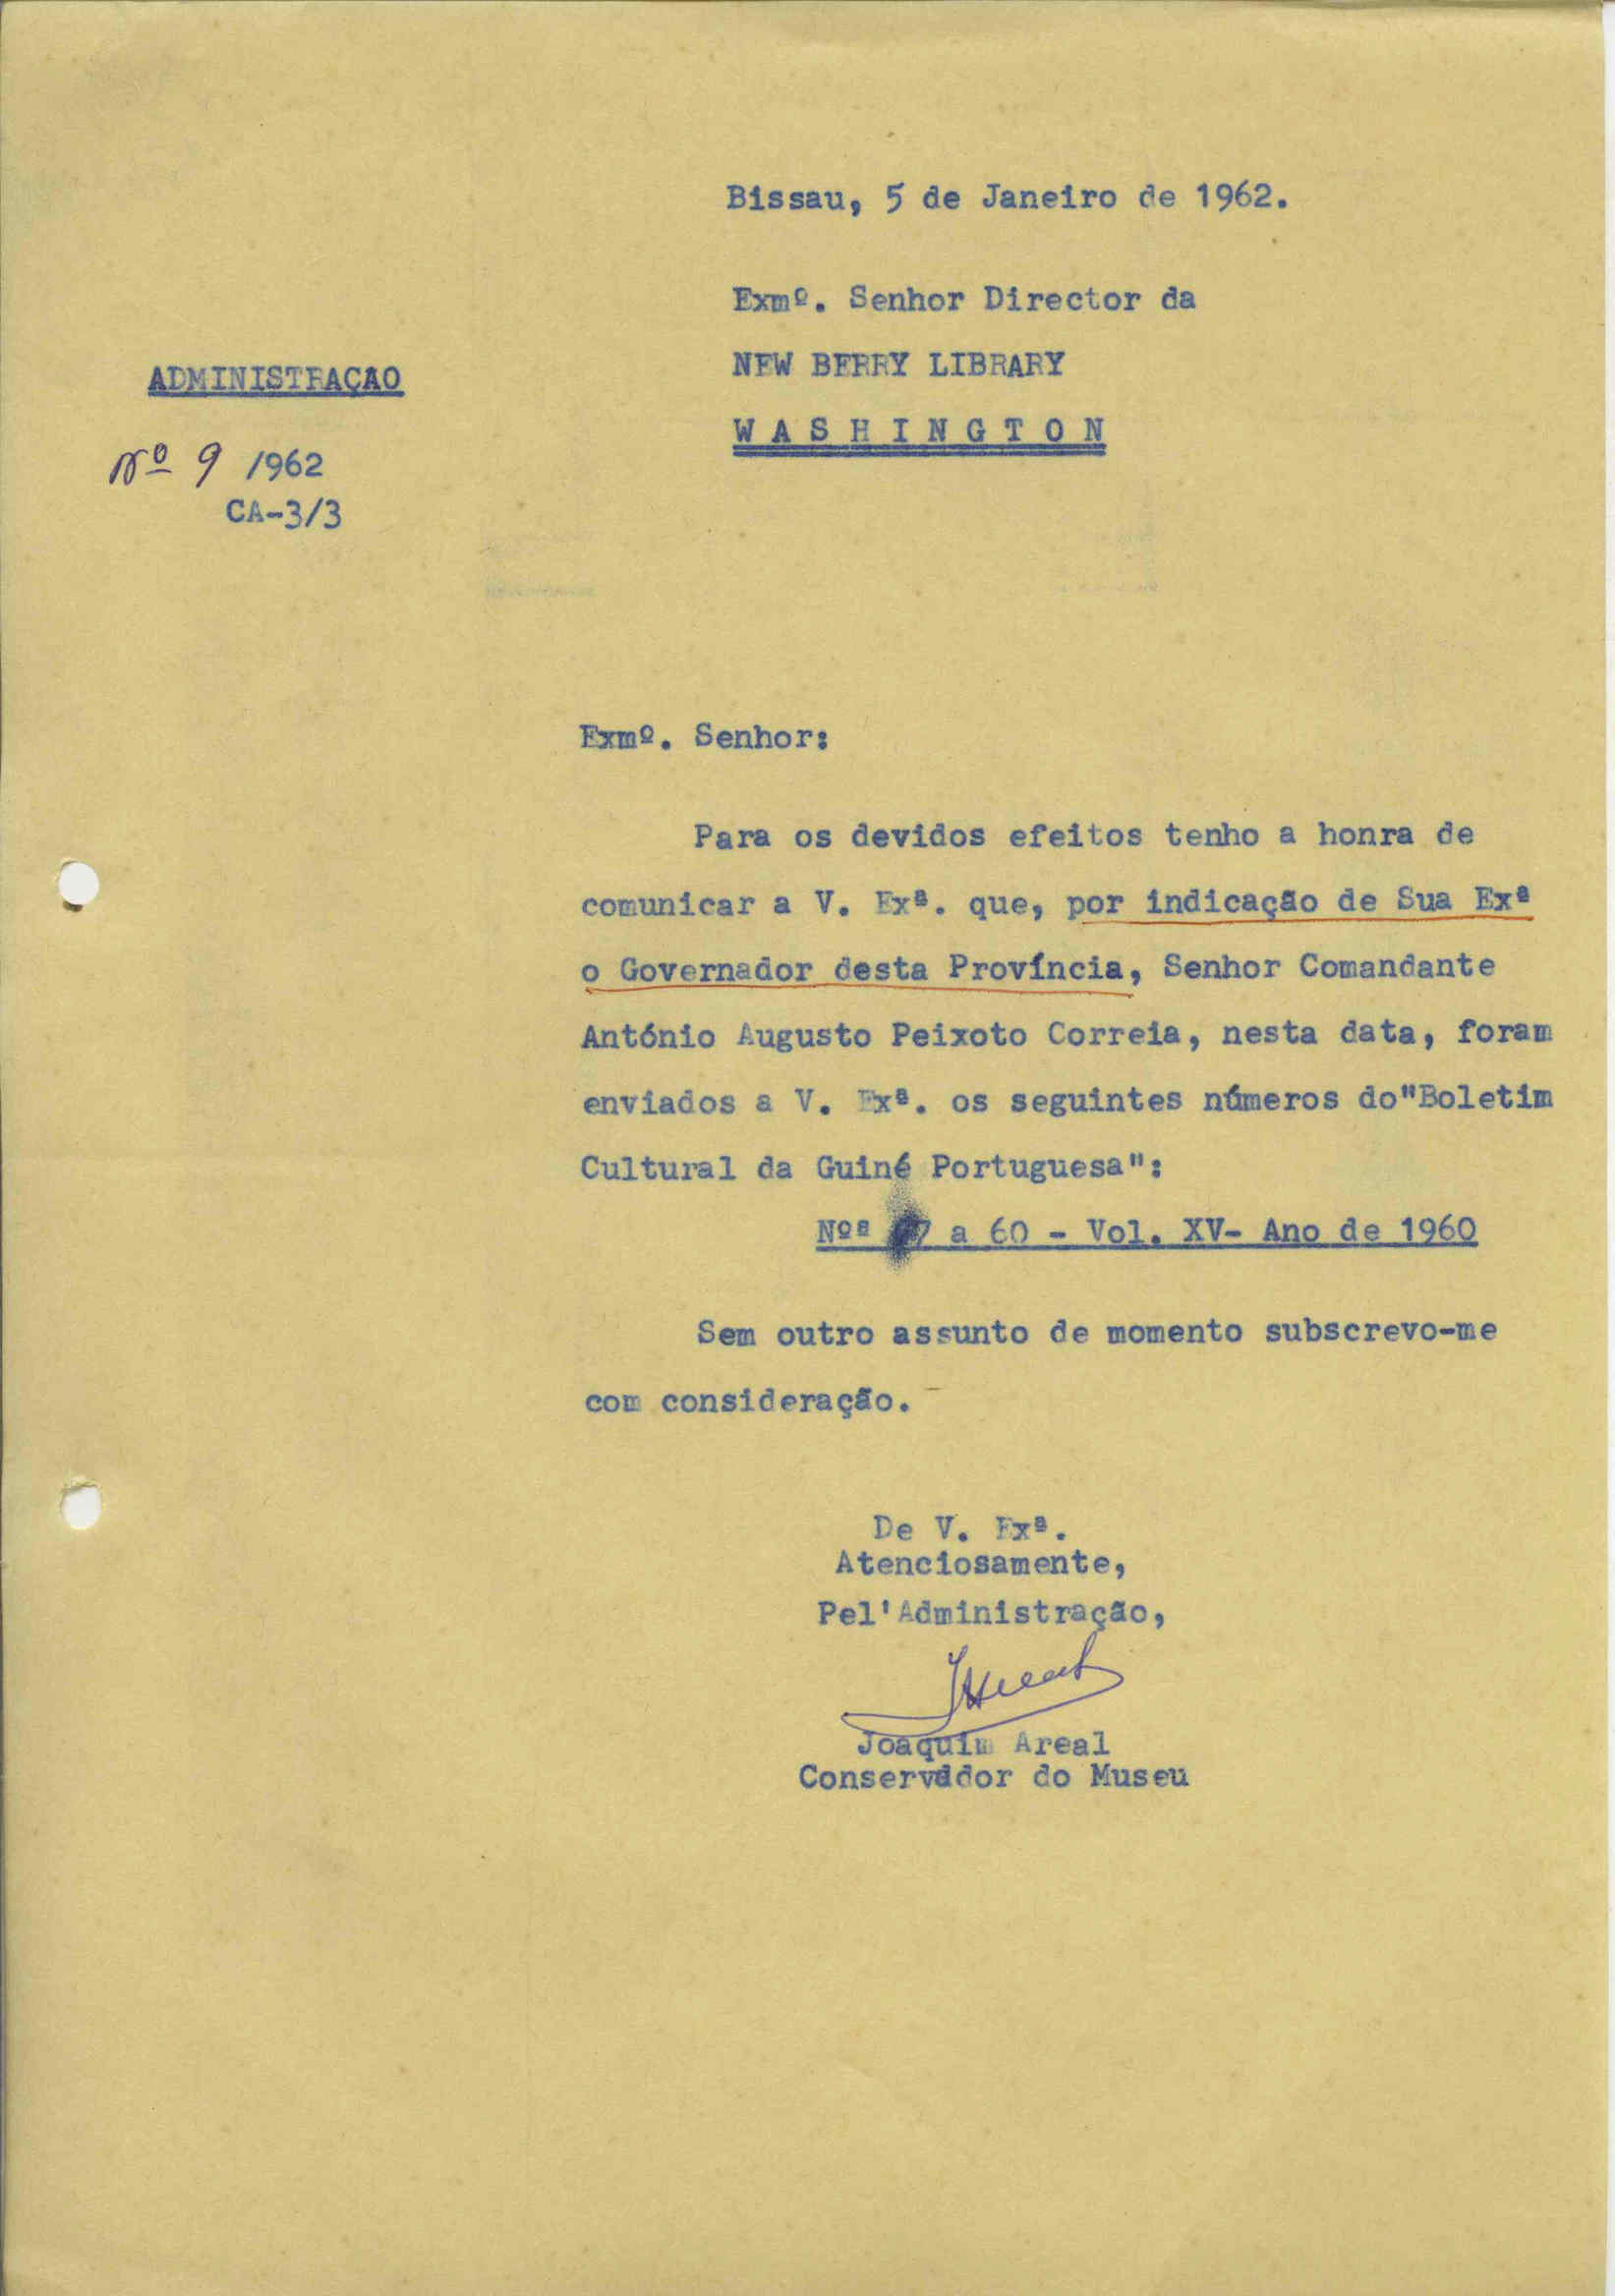 Bissau, 5 de Janeiro de 1962.
Exmº. Senhor Director da
NEW BERRY LIBRARY
WASHINGTON
ADMINISTRAÇAO
Nº 9 /962
CA-3/3
Exmº. Senhor:
Para os devidos efeitos tenho a honra de
comunicar a V. Exª. que, por indicação de Sua Exª
o Governador desta Província, Senhor Comandante
António Augusto Peixoto Correia, nesta data, foram
enviados a V. Exª. os seguintes números do"Boletim
Cultural da Guiné Portuguesa":
Nºs a 60 - Vol. XV- Ano de 1960
Sem outro assunto de momento subscrevo-me
com consideração.
De V. Exª.
Atenciosamente,
Pel'Administração,
Joaquim Areal
Conservador do Museu